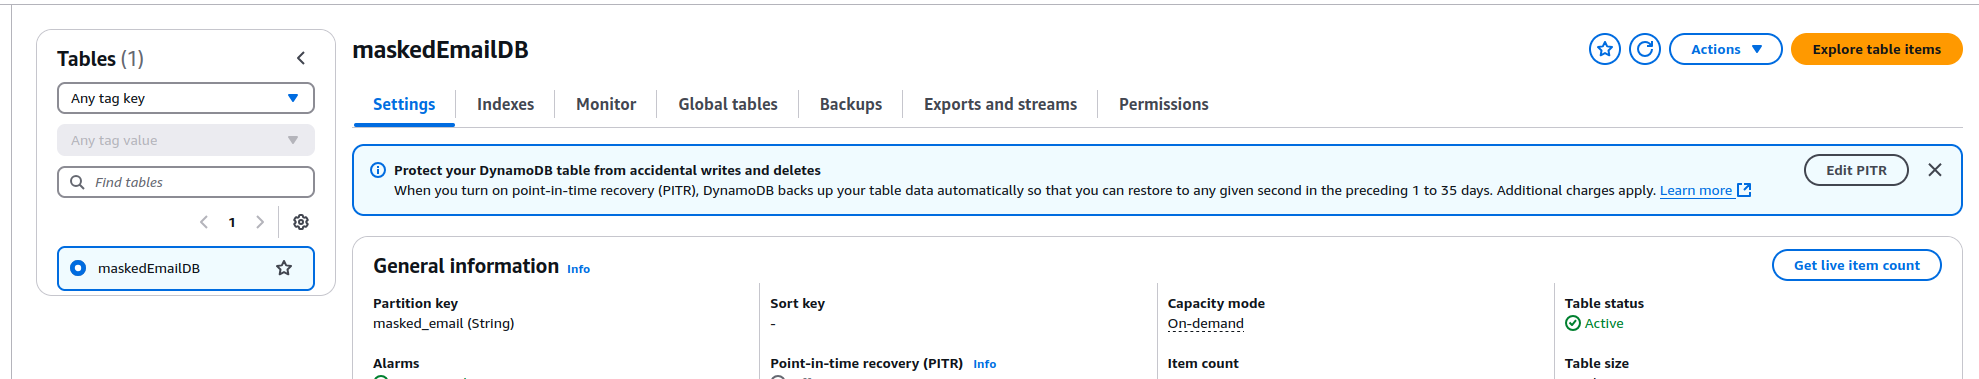 Tables (1)
Any tag key
Any tag value
Find tables
1
maskedEmailDB
maskedEmailDB
Actions
Explore table items
Settings
Indexes
Monitor
Global tables
Backups
Exports and streams
Permissions
Protect your DynamoDB table from accidental writes and deletes
When you turn on point-in-time recovery (PITR), DynamoDB backs up your table data automatically so that you can restore to any given second in the preceding 1 to 35 days. Additional charges apply. Learn more
Edit PITR
General information Info
Get live item count
Partition key
masked_email (String)
Sort key
-
Capacity mode
On-demand
Table status
Active
Alarms
Point-in-time recovery (PITR) Info
Item count
Table size